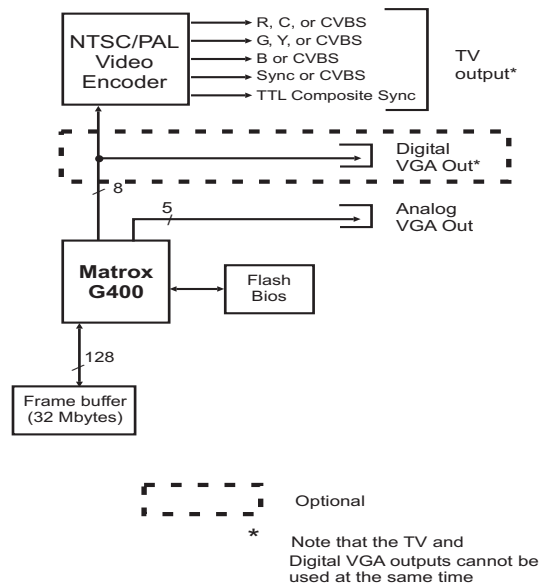 NTSC/PAL
Video
Encoder
R, C, or CVBS
G, Y, or CVBS
B or CVBS
Sync or CVBS
TTL Composite Sync
TV
output*
Digital
VGA Out*
8
5
Analog
VGA Out
Matrox
G400
Flash
Bios
128
Frame buffer
(32 Mbytes)
Optional
* Note that the TV and
Digital VGA outputs cannot be
used at the same time